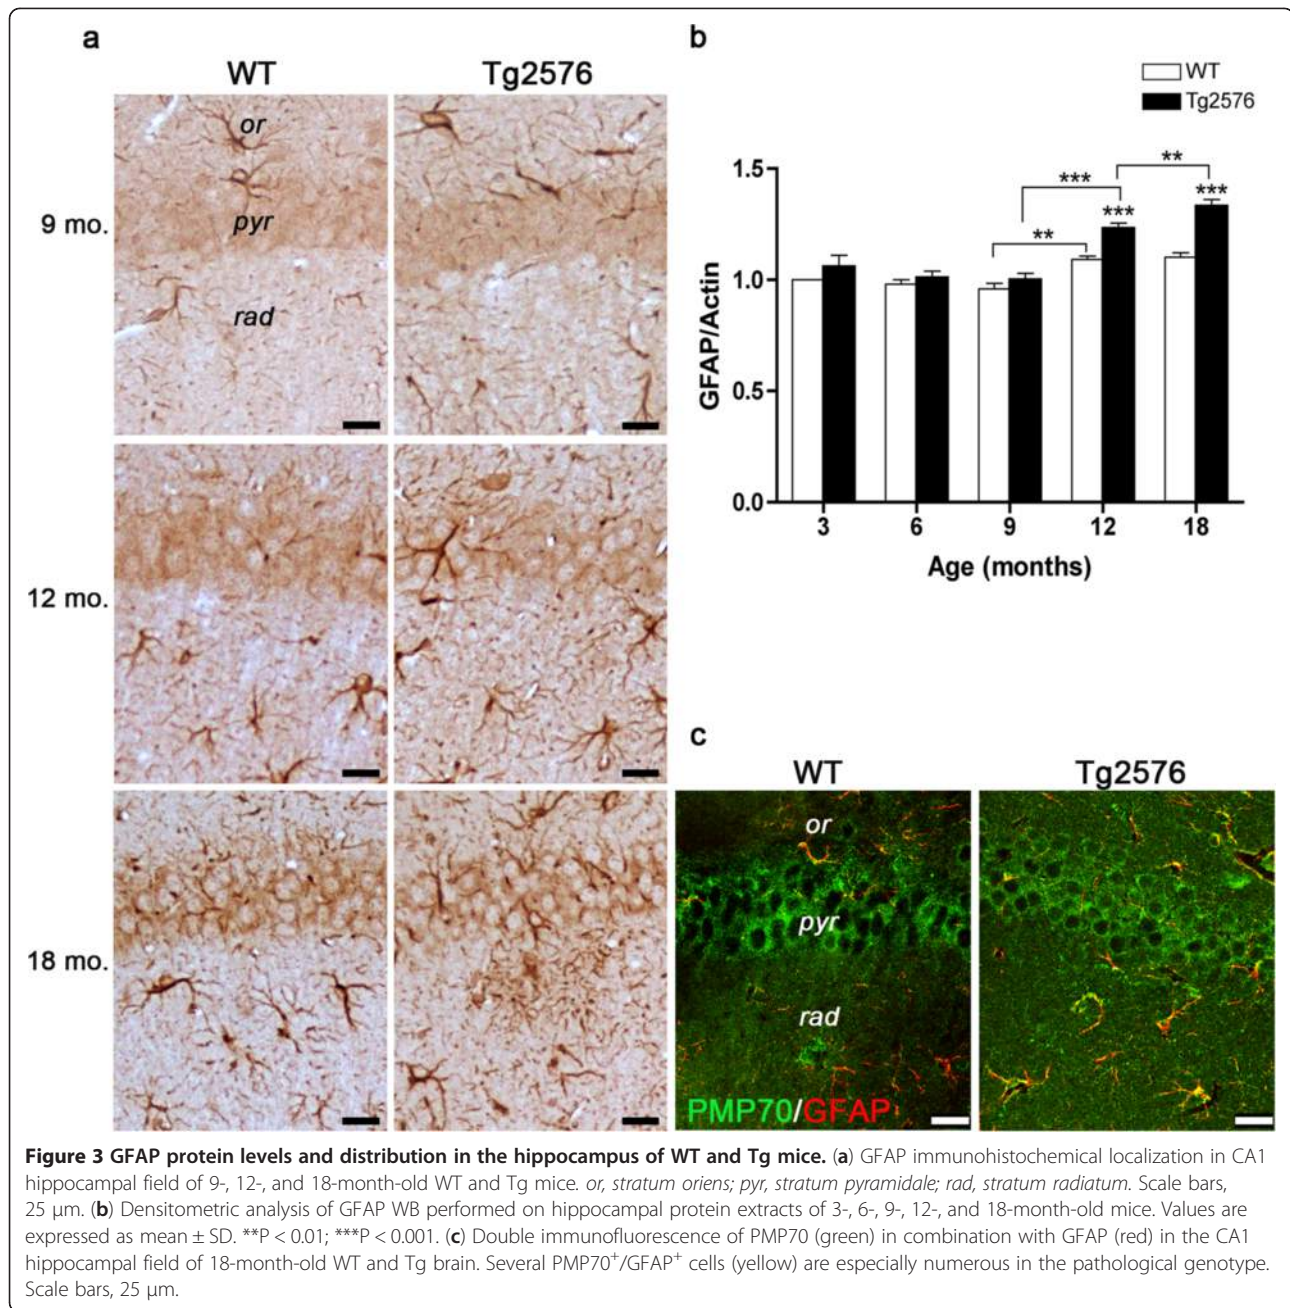 a
WT Tg2576
9 mo.
or
pyr
rad
12 mo.
18 mo.
b
WT
Tg2576
GFAP/Actin
1.5
1.0
0.5
0.0
**
***
***
**
***
3 6 9 12 18
Age (months)
c
WT Tg2576
or
pyr
rad
PMP70/GFAP
Figure 3 GFAP protein levels and distribution in the hippocampus of WT and Tg mice. (a) GFAP immunohistochemical localization in CA1
hippocampal field of 9-, 12-, and 18-month-old WT and Tg mice. or, stratum oriens; pyr, stratum pyramidale; rad, stratum radiatum. Scale bars,
25 μm. (b) Densitometric analysis of GFAP WB performed on hippocampal protein extracts of 3-, 6-, 9-, 12-, and 18-month-old mice. Values are
expressed as mean ± SD. **P < 0.01; ***P < 0.001. (c) Double immunofluorescence of PMP70 (green) in combination with GFAP (red) in the CA1
hippocampal field of 18-month-old WT and Tg brain. Several PMP70⁺/GFAP⁺ cells (yellow) are especially numerous in the pathological genotype.
Scale bars, 25 μm.